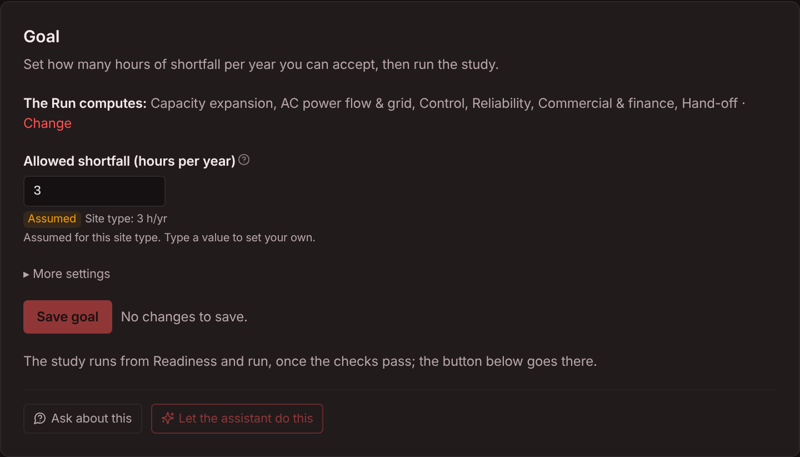 Goal
Set how many hours of shortfall per year you can accept, then run the study.
The Run computes: Capacity expansion, AC power flow & grid, Control, Reliability, Commercial & finance, Hand-off ·
Change
Allowed shortfall (hours per year)
3
Assumed Site type: 3 h/yr
Assumed for this site type. Type a value to set your own.
▸ More settings
Save goal No changes to save.
The study runs from Readiness and run, once the checks pass; the button below goes there.
Ask about this Let the assistant do this